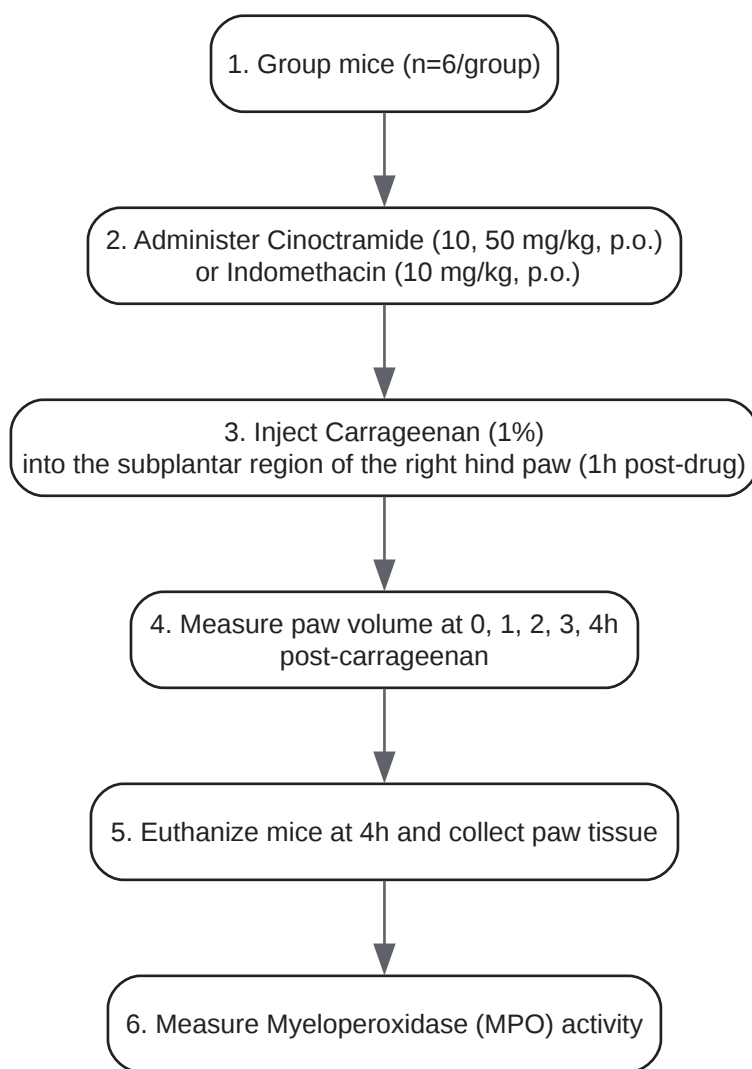 1. Group mice (n=6/group)
2. Administer Cinoctramide (10, 50 mg/kg, p.o.)
or Indomethacin (10 mg/kg, p.o.)
3. Inject Carrageenan (1%)
into the subplantar region of the right hind paw (1h post-drug)
4. Measure paw volume at 0, 1, 2, 3, 4h
post-carrageenan
5. Euthanize mice at 4h and collect paw tissue
6. Measure Myeloperoxidase (MPO) activity